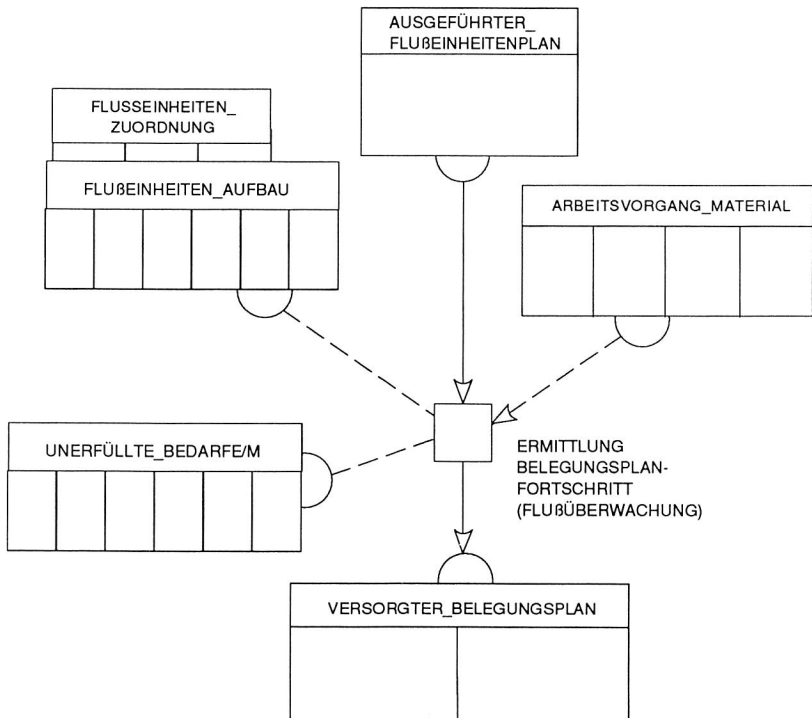 AUSGEFÜHRTER_
FLUßEINHEITENPLAN
FLUSSEINHEITEN_
ZUORDNUNG
FLUßEINHEITEN_AUFBAU
ARBEITSVORGANG_MATERIAL
UNERFÜLLTE_BEDARFE/M
ERMITTLUNG
BELEGUNGSPLAN-
FORTSCHRITT
(FLUßÜBERWACHUNG)
VERSORGTER_BELEGUNGSPLAN